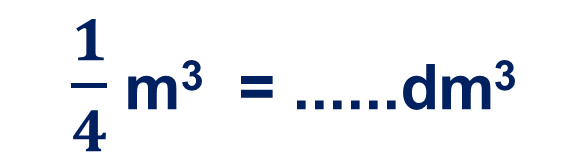 1/4 m³ = ......dm³